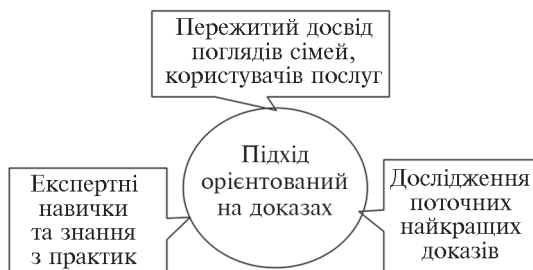 Пережитий досвід
поглядів сімей,
користувачів послуг
Підхід
орієнтований
на доказах
Експертні
навички
та знання
з практик
Дослідження
поточних
найкращих
доказів